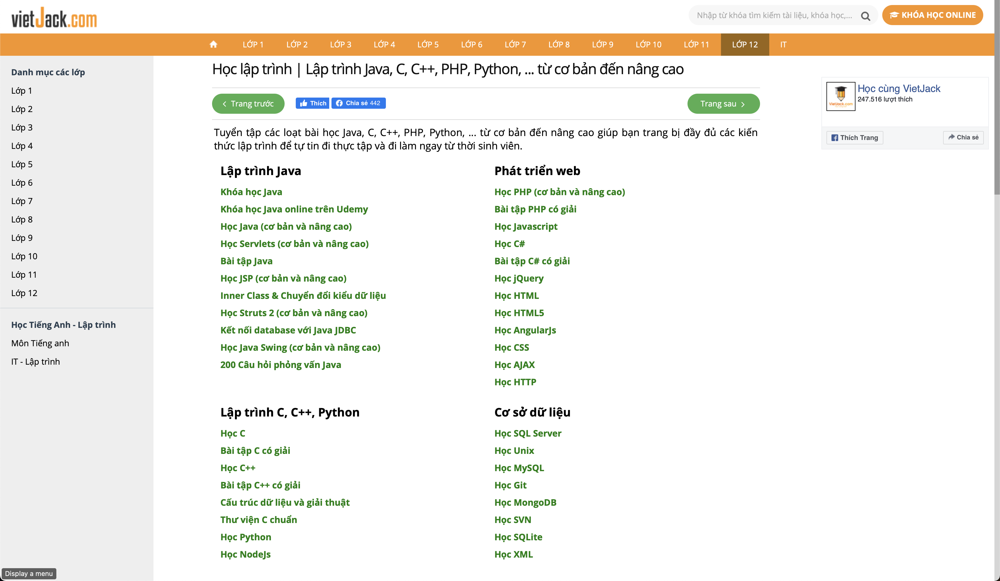 vietJack.com
Nhập từ khóa tìm kiếm tài liệu, khóa học,...
KHÓA HỌC ONLINE
LỚP 1 LỚP 2 LỚP 3 LỚP 4 LỚP 5 LỚP 6 LỚP 7 LỚP 8 LỚP 9 LỚP 10 LỚP 11 LỚP 12 IT
Danh mục các lớp
Lớp 1
Lớp 2
Lớp 3
Lớp 4
Lớp 5
Lớp 6
Lớp 7
Lớp 8
Lớp 9
Lớp 10
Lớp 11
Lớp 12
Học Tiếng Anh - Lập trình
Môn Tiếng anh
IT - Lập trình
Học lập trình | Lập trình Java, C, C++, PHP, Python, ... từ cơ bản đến nâng cao
Trang trước
Thích
Chia sẻ 442
Trang sau
Tuyển tập các loạt bài học Java, C, C++, PHP, Python, ... từ cơ bản đến nâng cao giúp bạn trang bị đầy đủ các kiến
thức lập trình để tự tin đi thực tập và đi làm ngay từ thời sinh viên.
Lập trình Java
Khóa học Java
Khóa học Java online trên Udemy
Học Java (cơ bản và nâng cao)
Học Servlets (cơ bản và nâng cao)
Bài tập Java
Học JSP (cơ bản và nâng cao)
Inner Class & Chuyển đổi kiểu dữ liệu
Học Struts 2 (cơ bản và nâng cao)
Kết nối database với Java JDBC
Học Java Swing (cơ bản và nâng cao)
200 Câu hỏi phỏng vấn Java
Phát triển web
Học PHP (cơ bản và nâng cao)
Bài tập PHP có giải
Học Javascript
Học C#
Bài tập C# có giải
Học jQuery
Học HTML
Học HTML5
Học AngularJs
Học CSS
Học AJAX
Học HTTP
Lập trình C, C++, Python
Học C
Bài tập C có giải
Học C++
Bài tập C++ có giải
Cấu trúc dữ liệu và giải thuật
Thư viện C chuẩn
Học Python
Học NodeJs
Cơ sở dữ liệu
Học SQL Server
Học Unix
Học MySQL
Học Git
Học MongoDB
Học SVN
Học SQLite
Học XML
VietJack.com
Học cùng VietJack
247.516 lượt thích
Thích Trang
Chia sẻ
Display a menu